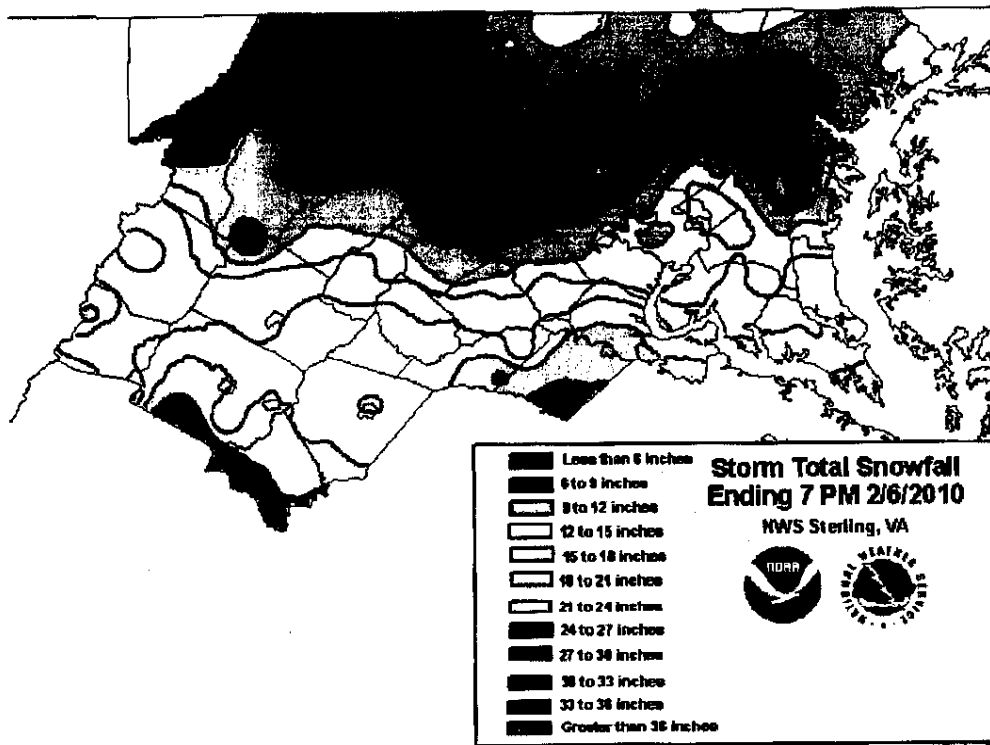 Less than 6 inches
6 to 9 inches
9 to 12 inches
12 to 15 inches
15 to 18 inches
18 to 21 inches
21 to 24 inches
24 to 27 inches
27 to 30 inches
30 to 33 inches
33 to 36 inches
Greater than 36 inches
Storm Total Snowfall
Ending 7 PM 2/6/2010
NWS Sterling, VA
NOAA
NATIONAL WEATHER SERVICE